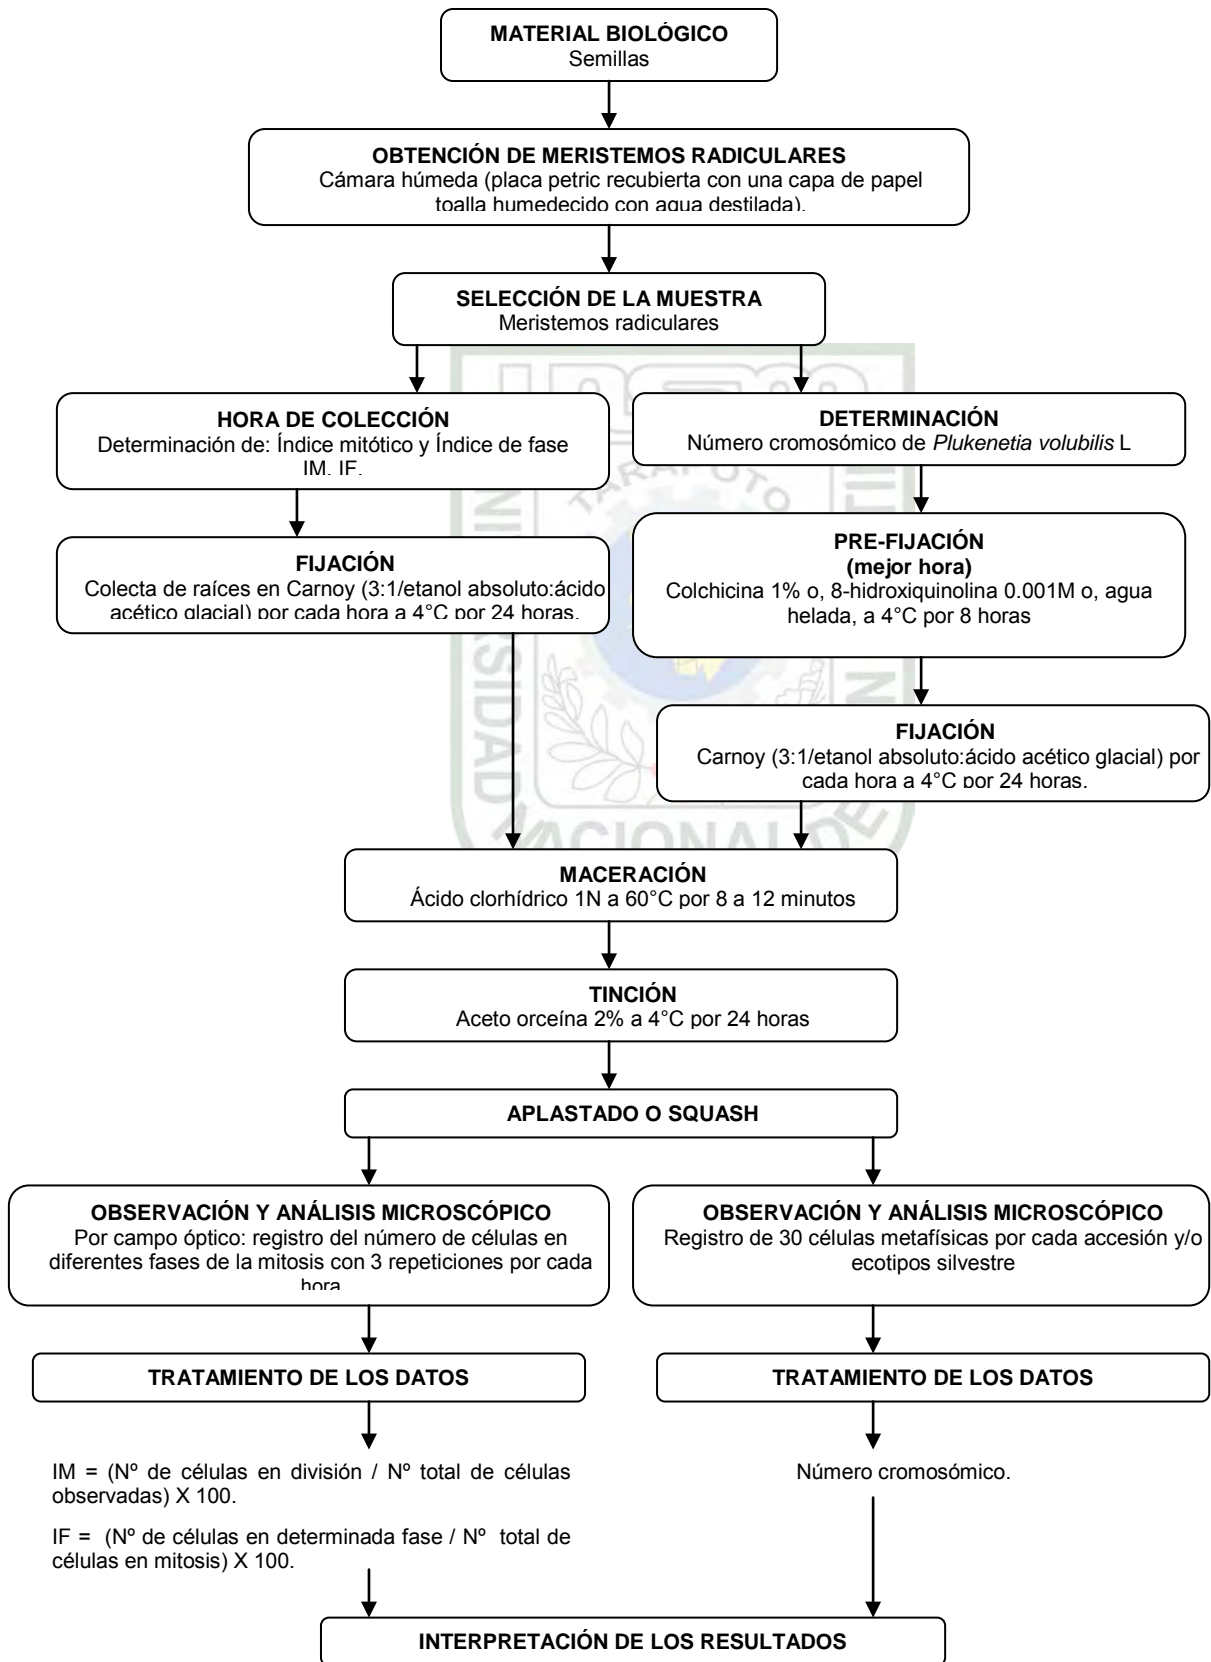 MATERIAL BIOLÓGICO
Semillas
OBTENCIÓN DE MERISTEMOS RADICULARES
Cámara húmeda (placa petric recubierta con una capa de papel
toalla humedecido con agua destilada).
SELECCIÓN DE LA MUESTRA
Meristemos radiculares
HORA DE COLECCIÓN
Determinación de: Índice mitótico y Índice de fase
IM, IF.
DETERMINACIÓN
Número cromosómico de Plukenetia volubilis L
FIJACIÓN
Colecta de raíces en Carnoy (3:1/etanol absoluto:ácido
acético glacial) por cada hora a 4°C por 24 horas.
PRE-FIJACIÓN
(mejor hora)
Colchicina 1% o, 8-hidroxiquinolina 0.001M o, agua
helada, a 4°C por 8 horas
FIJACIÓN
Carnoy (3:1/etanol absoluto:ácido acético glacial) por
cada hora a 4°C por 24 horas.
MACERACIÓN
Ácido clorhídrico 1N a 60°C por 8 a 12 minutos
TINCIÓN
Aceto orceína 2% a 4°C por 24 horas
APLASTADO O SQUASH
OBSERVACIÓN Y ANÁLISIS MICROSCÓPICO
Por campo óptico: registro del número de células en
diferentes fases de la mitosis con 3 repeticiones por cada
hora
OBSERVACIÓN Y ANÁLISIS MICROSCÓPICO
Registro de 30 células metafísicas por cada accesión y/o
ecotipos silvestre
TRATAMIENTO DE LOS DATOS
TRATAMIENTO DE LOS DATOS
IM = (Nº de células en división / Nº total de células
observadas) X 100.
IF = (Nº de células en determinada fase / Nº total de
células en mitosis) X 100.
Número cromosómico.
INTERPRETACIÓN DE LOS RESULTADOS
TARAPOTO